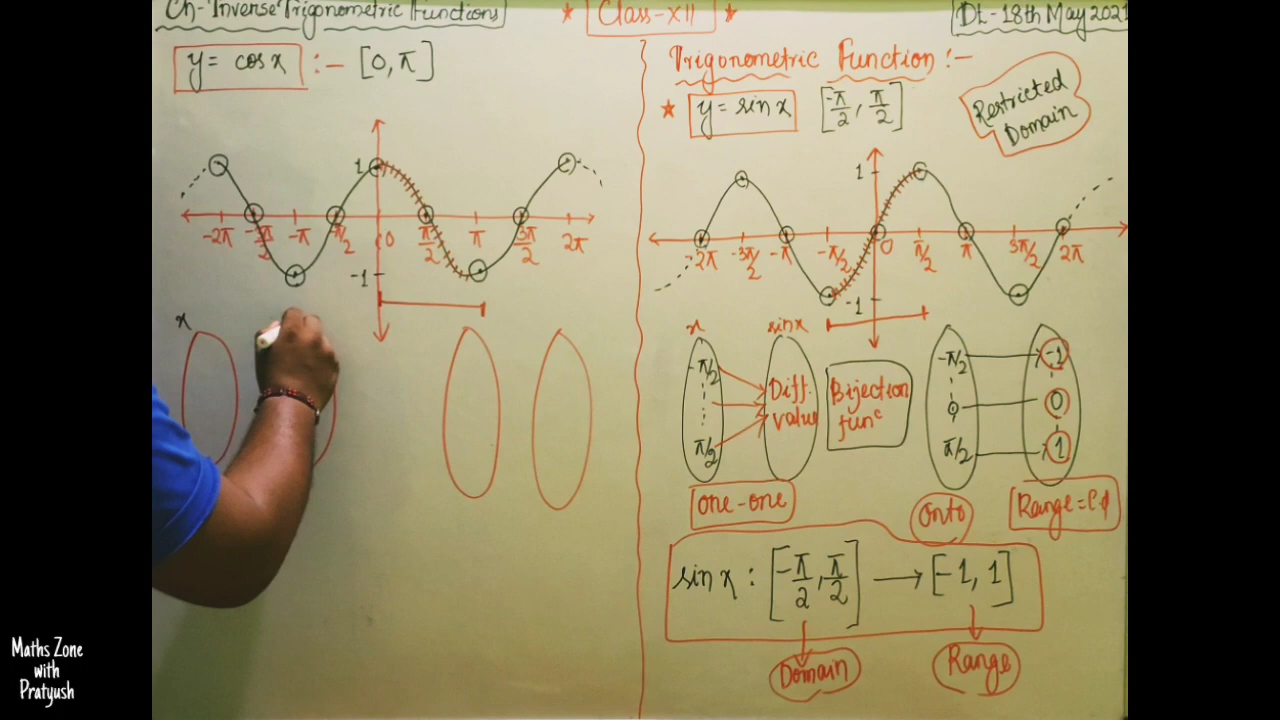 Ch- Inverse Trigonometric Functions
★ Class-XII ★
Dt-18th May 2021
y = cos x :- [0, π]
1
-2π -3π/2 -π π/2 0 π/2 π 3π/2 2π
-1
x
Trigonometric Function :-
★ y = sin x [-π/2, π/2]
Restricted
Domain
1
-2π -3π/2 -π -π/2 0 π/2 π 3π/2 2π
-1
x sin x
-π/2
π/2
Diff.
value
one-one
Bijection
funᶜ
-π/2 -1
0 0
π/2 1
Onto
Range = C.d
sin x : [-π/2, π/2] → [-1, 1]
Domain Range
Maths Zone
with
Pratyush